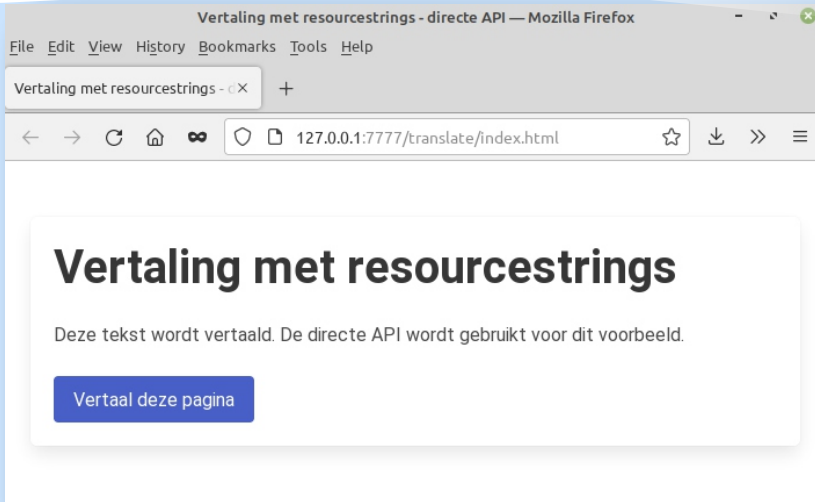 Vertaling met resourcestrings - directe API — Mozilla Firefox
File Edit View History Bookmarks Tools Help
Vertaling met resourcestrings -
127.0.0.1:7777/translate/index.html
Vertaling met resourcestrings
Deze tekst wordt vertaald. De directe API wordt gebruikt voor dit voorbeeld.
Vertaal deze pagina